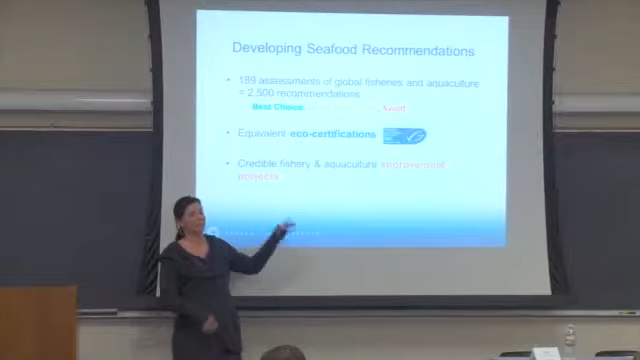 Developing Seafood Recommendations
• 189 assessments of global fisheries and aquaculture
= 2,500 recommendations
Best Choice, , Avoid
• Equivalent eco-certifications
• Credible fishery & aquaculture improvement
projects